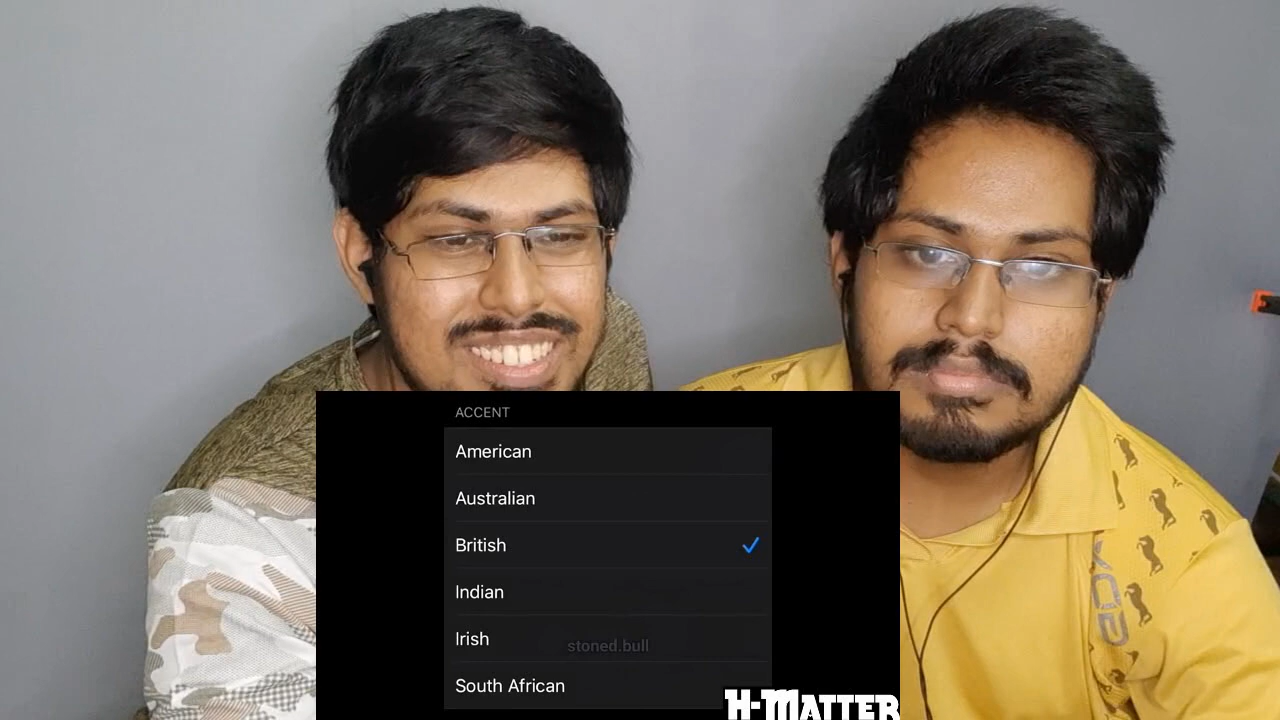 ACCENT
American
Australian
British
Indian
Irish
stoned.bull
South African
H-MATTER